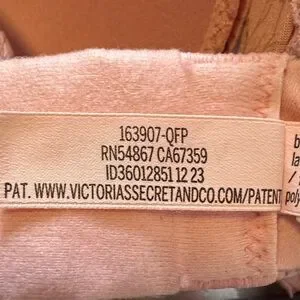 163907-QFP
RN54867 CA67359
ID36012851 12 23
PAT. WWW.VICTORIASSECRETANDCO.COM/PATENT